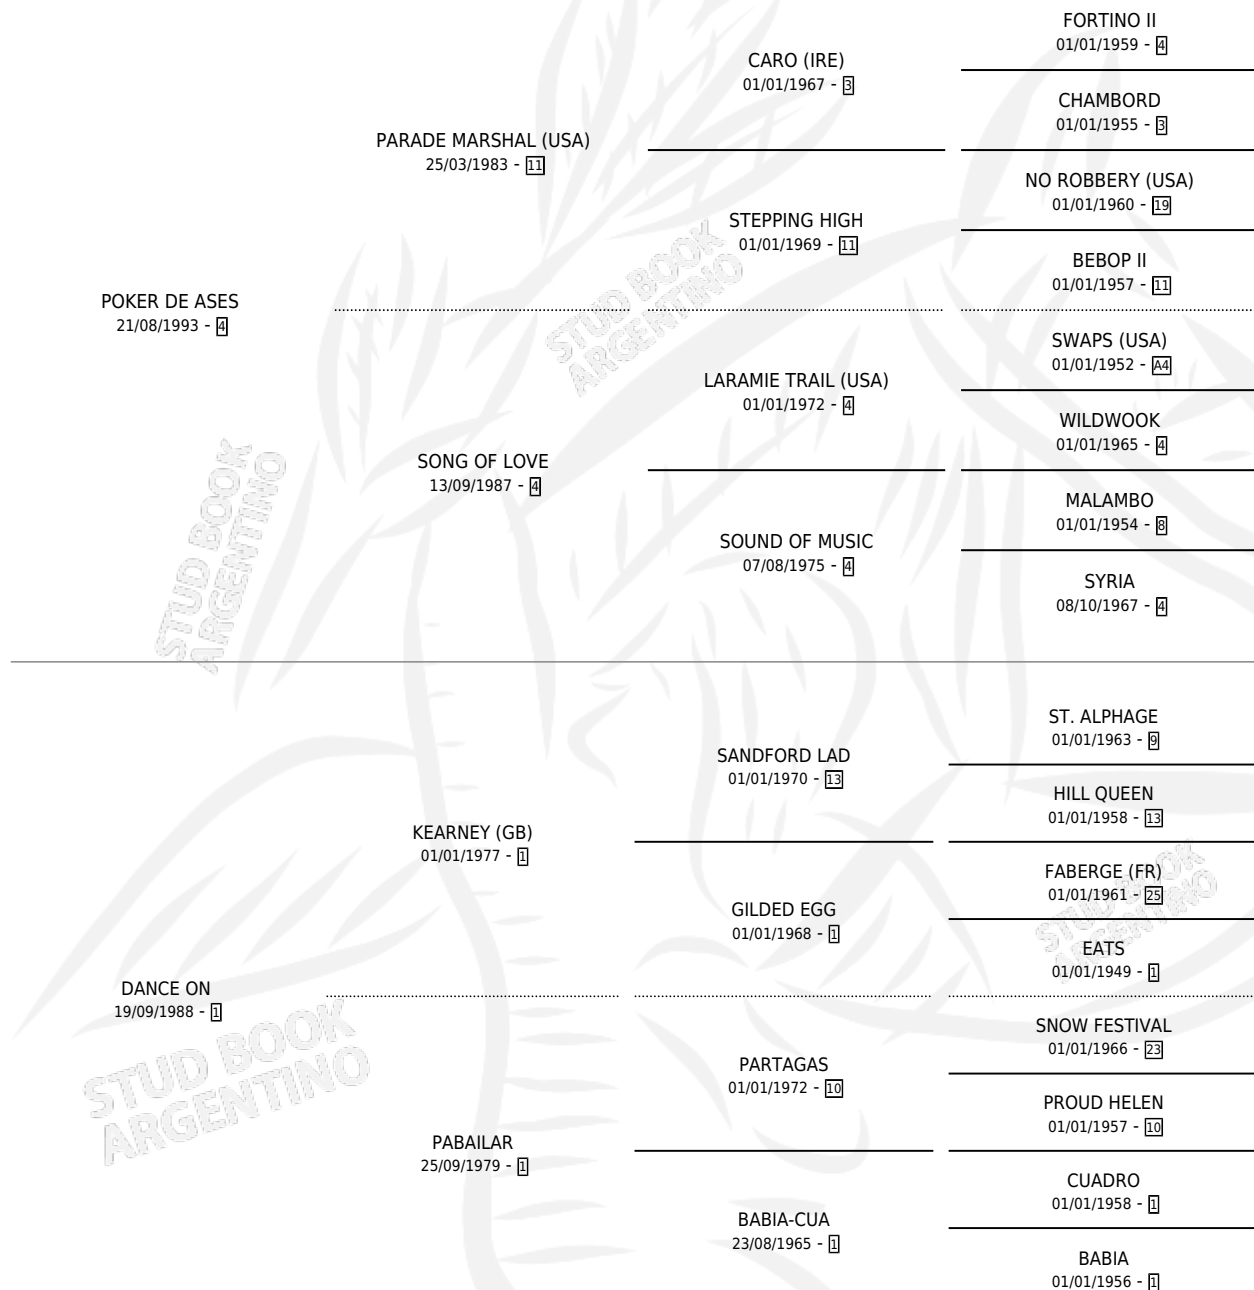 FORTINO II
01/01/1959 - 4
CARO (IRE)
01/01/1967 - 3
CHAMBORD
01/01/1955 - 3
PARADE MARSHAL (USA)
25/03/1983 - 11
NO ROBBERY (USA)
01/01/1960 - 19
STEPPING HIGH
01/01/1969 - 11
BEBOP II
01/01/1957 - 11
POKER DE ASES
21/08/1993 - 4
SWAPS (USA)
01/01/1952 - A4
LARAMIE TRAIL (USA)
01/01/1972 - 4
WILDWOOK
01/01/1965 - 4
SONG OF LOVE
13/09/1987 - 4
MALAMBO
01/01/1954 - 8
SOUND OF MUSIC
07/08/1975 - 4
SYRIA
08/10/1967 - 4
STUD BOOK
ARGENTINO
STUD BOOK
ARGENTINO
ST. ALPHAGE
01/01/1963 - 9
SANDFORD LAD
01/01/1970 - 13
HILL QUEEN
01/01/1958 - 13
KEARNEY (GB)
01/01/1977 - 1
FABERGE (FR)
01/01/1961 - 25
GILDED EGG
01/01/1968 - 1
EATS
01/01/1949 - 1
DANCE ON
19/09/1988 - 1
SNOW FESTIVAL
01/01/1966 - 23
PARTAGAS
01/01/1972 - 10
PROUD HELEN
01/01/1957 - 10
PABAILAR
25/09/1979 - 1
CUADRO
01/01/1958 - 1
BABIA-CUA
23/08/1965 - 1
BABIA
01/01/1956 - 1
STUD BOOK
ARGENTINO
STUD BOOK
ARGENTINO